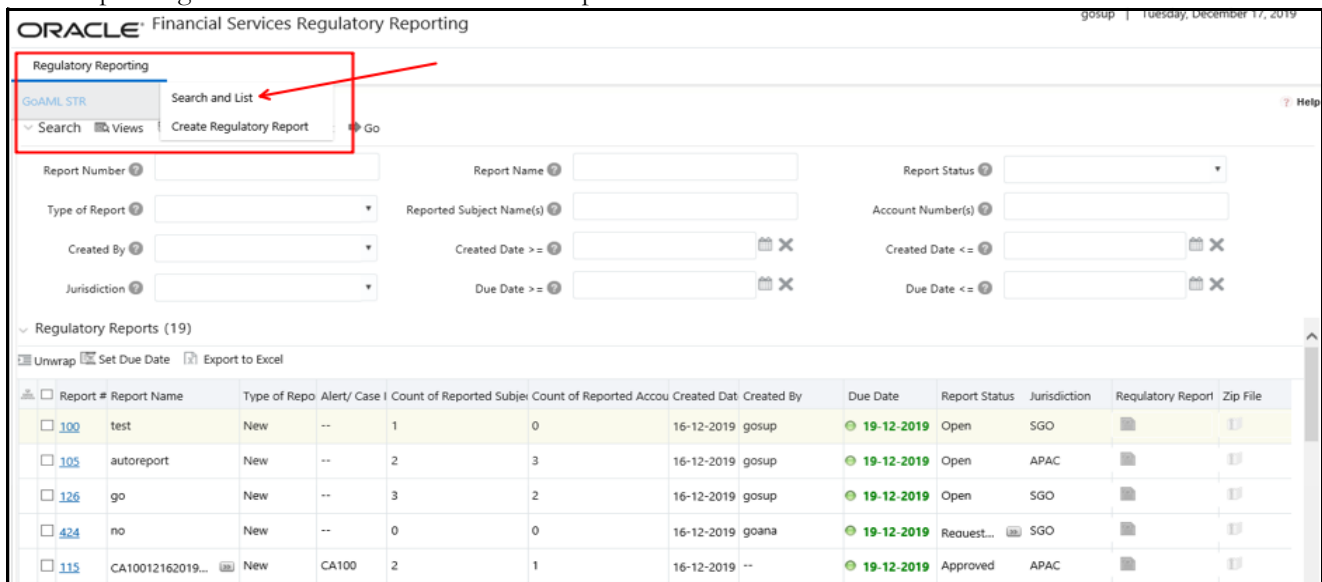 ORACLE Financial Services Regulatory Reporting
gosup | Tuesday, December 17, 2019
Regulatory Reporting
GoAML STR
Search and List
Create Regulatory Report
Help
Search Views Go
Report Number Report Name Report Status
Type of Report Reported Subject Name(s) Account Number(s)
Created By Created Date >= Created Date <=
Jurisdiction Due Date >= Due Date <=
Regulatory Reports (19)
Unwrap Set Due Date Export to Excel
Report # Report Name Type of Repo Alert/ Case I Count of Reported Subje Count of Reported Accou Created Dat Created By Due Date Report Status Jurisdiction Regulatory Report Zip File
100 test New -- 1 0 16-12-2019 gosup 19-12-2019 Open SGO
105 autoreport New -- 2 3 16-12-2019 gosup 19-12-2019 Open APAC
126 go New -- 3 2 16-12-2019 gosup 19-12-2019 Open SGO
424 no New -- 0 0 16-12-2019 goana 19-12-2019 Request... SGO
115 CA10012162019... New CA100 2 1 16-12-2019 -- 19-12-2019 Approved APAC